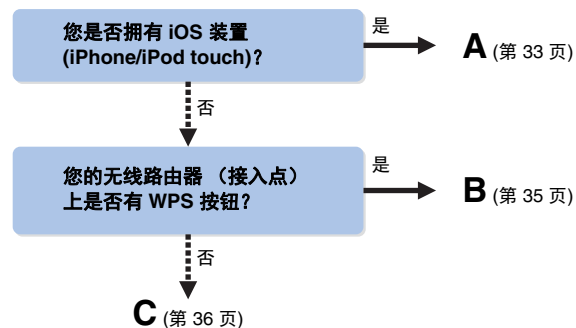 您是否拥有 iOS 装置
(iPhone/iPod touch)？
是
A (第 33 页)
否
您的无线路由器 （接入点）
上是否有 WPS 按钮？
是
B (第 35 页)
否
C (第 36 页)